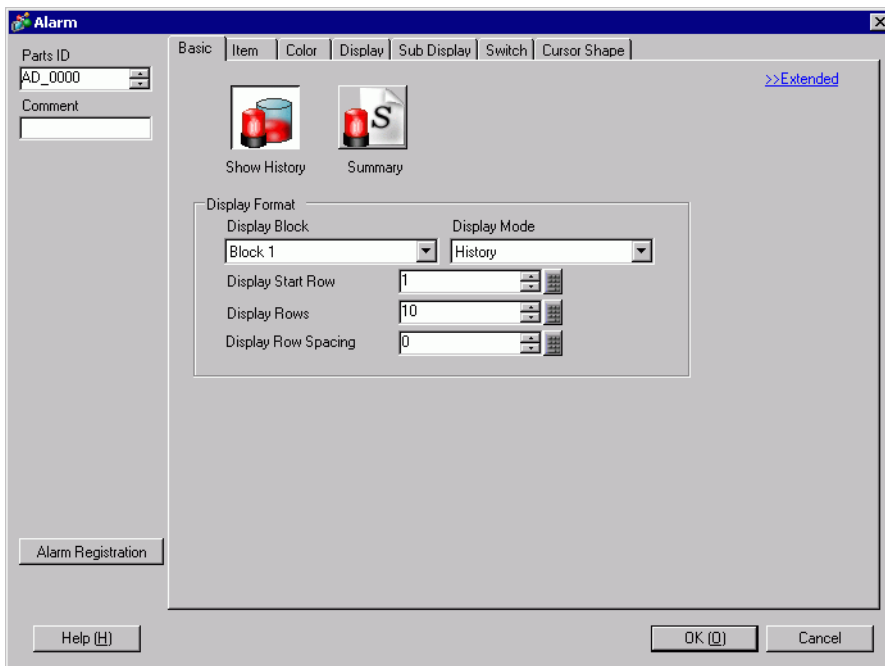 Alarm
Parts ID
AD_0000
Comment
Basic Item Color Display Sub Display Switch Cursor Shape
>>Extended
Show History Summary
Display Format
Display Block Display Mode
Block 1 History
Display Start Row 1
Display Rows 10
Display Row Spacing 0
Alarm Registration
Help (H) OK (O) Cancel